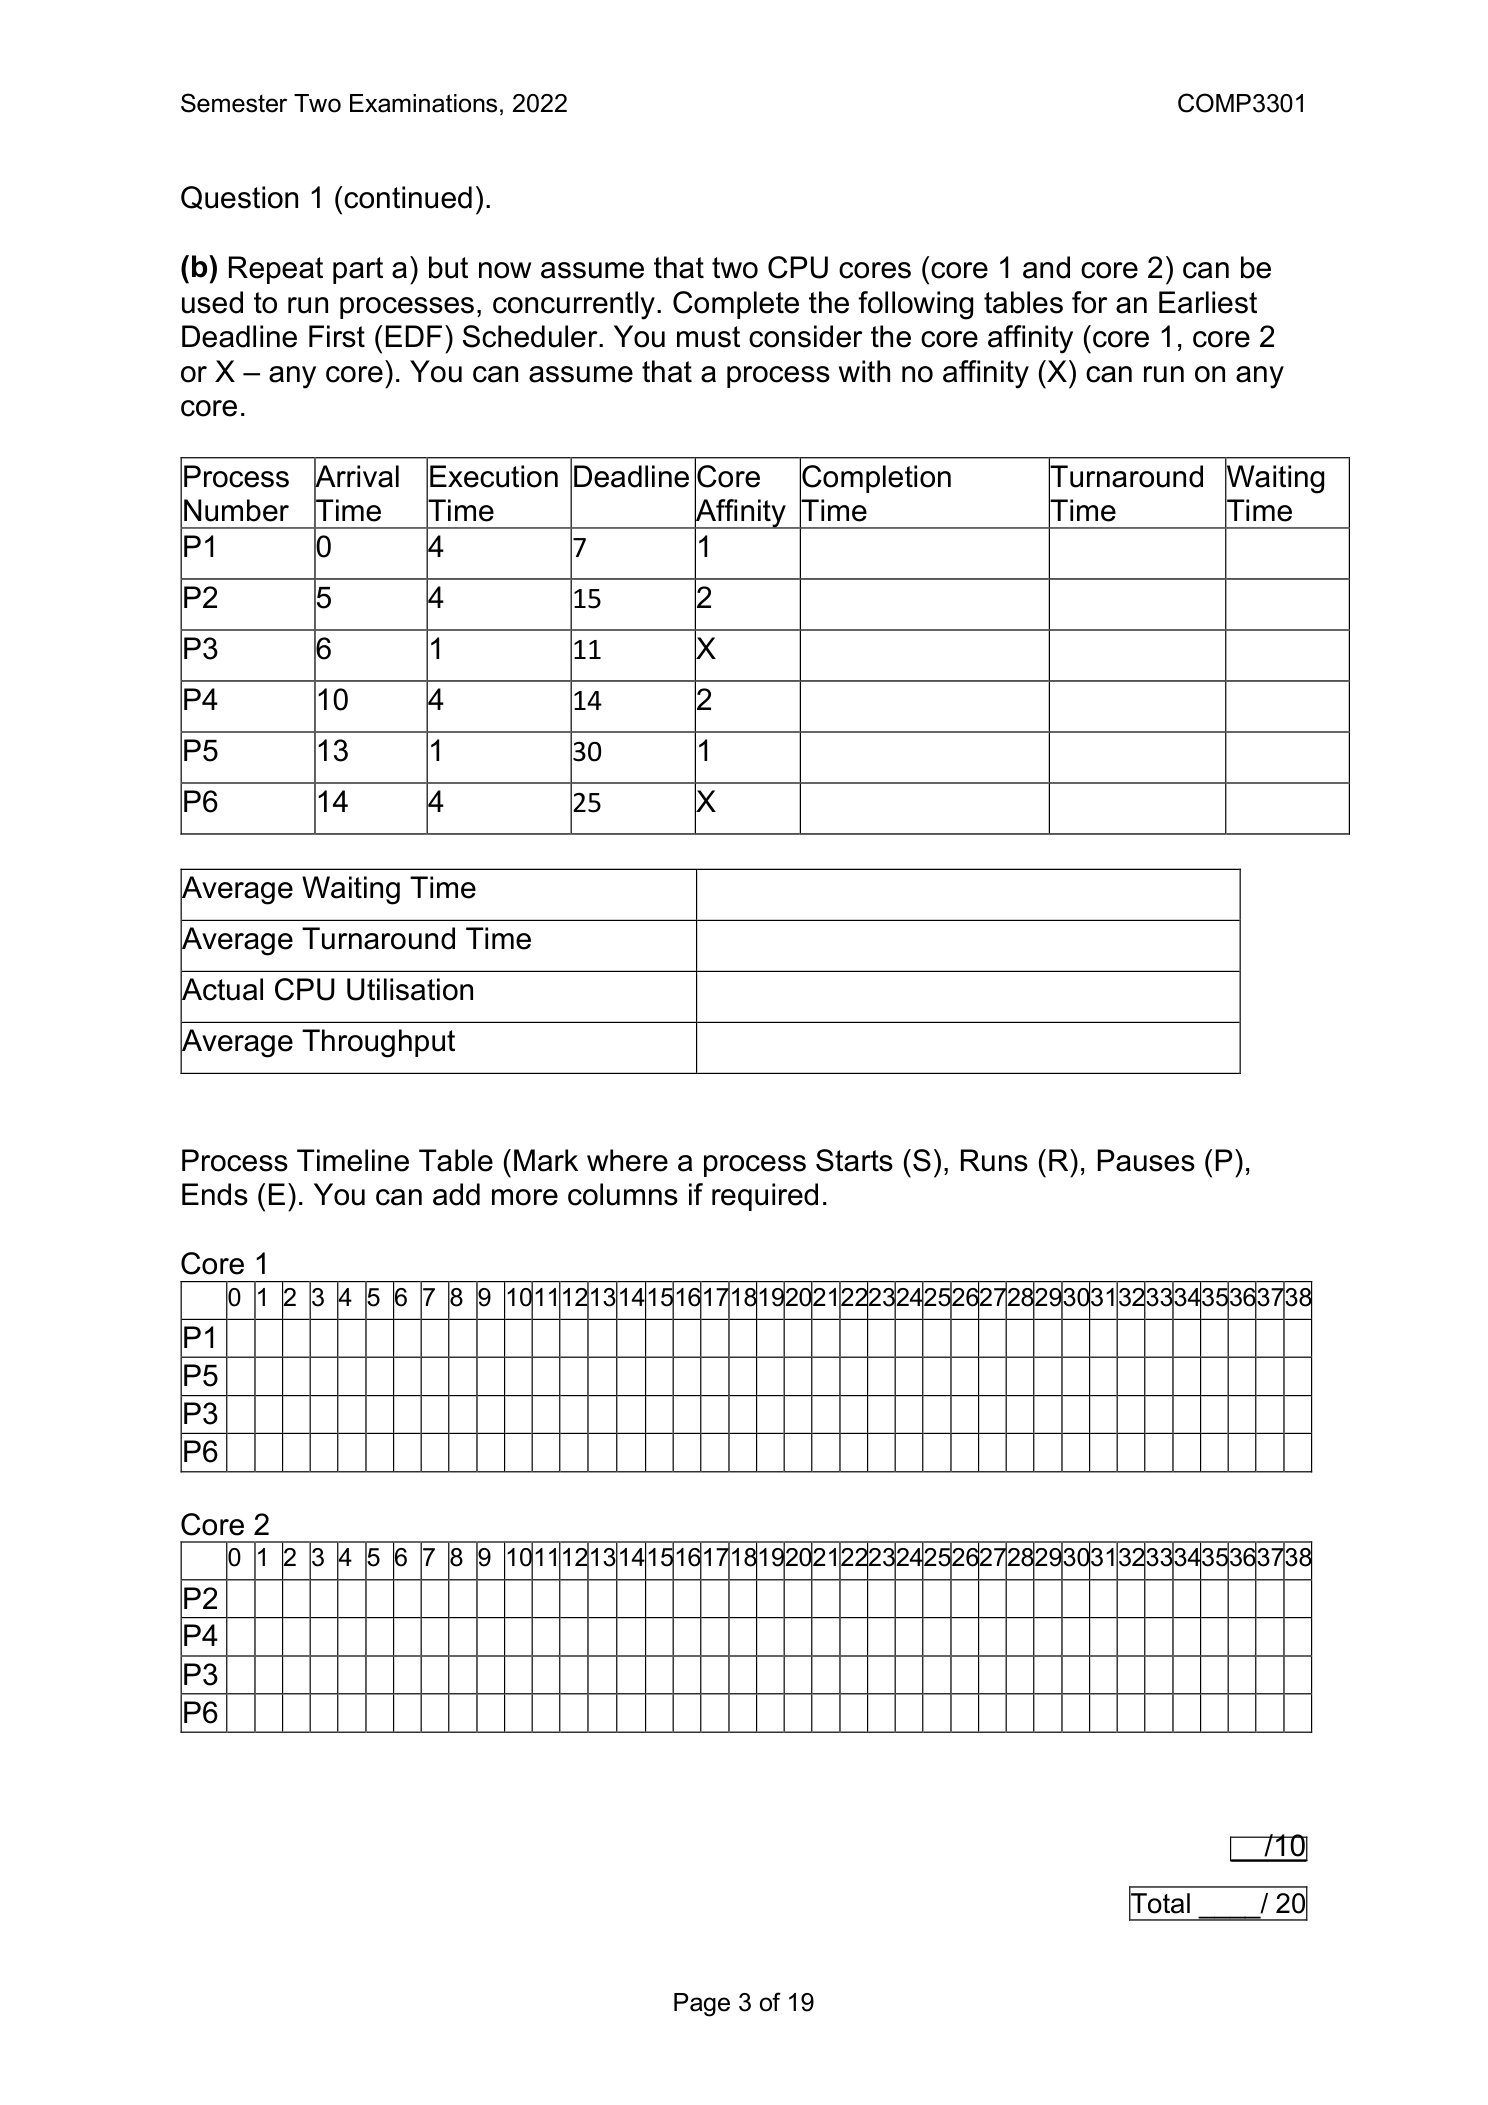 Semester Two Examinations, 2022 COMP3301
Question 1 (continued).
(b) Repeat part a) but now assume that two CPU cores (core 1 and core 2) can be
used to run processes, concurrently. Complete the following tables for an Earliest
Deadline First (EDF) Scheduler. You must consider the core affinity (core 1, core 2
or X – any core). You can assume that a process with no affinity (X) can run on any
core.
Process Number Arrival Time Execution Time Deadline Core Affinity Completion Time Turnaround Time Waiting Time
P1 0 4 7 1
P2 5 4 15 2
P3 6 1 11 X
P4 10 4 14 2
P5 13 1 30 1
P6 14 4 25 X
Average Waiting Time
Average Turnaround Time
Actual CPU Utilisation
Average Throughput
Process Timeline Table (Mark where a process Starts (S), Runs (R), Pauses (P),
Ends (E). You can add more columns if required.
Core 1
0 1 2 3 4 5 6 7 8 9 10 11 12 13 14 15 16 17 18 19 20 21 22 23 24 25 26 27 28 29 30 31 32 33 34 35 36 37 38
P1
P5
P3
P6
Core 2
0 1 2 3 4 5 6 7 8 9 10 11 12 13 14 15 16 17 18 19 20 21 22 23 24 25 26 27 28 29 30 31 32 33 34 35 36 37 38
P2
P4
P3
P6
__/10
Total ____/ 20
Page 3 of 19